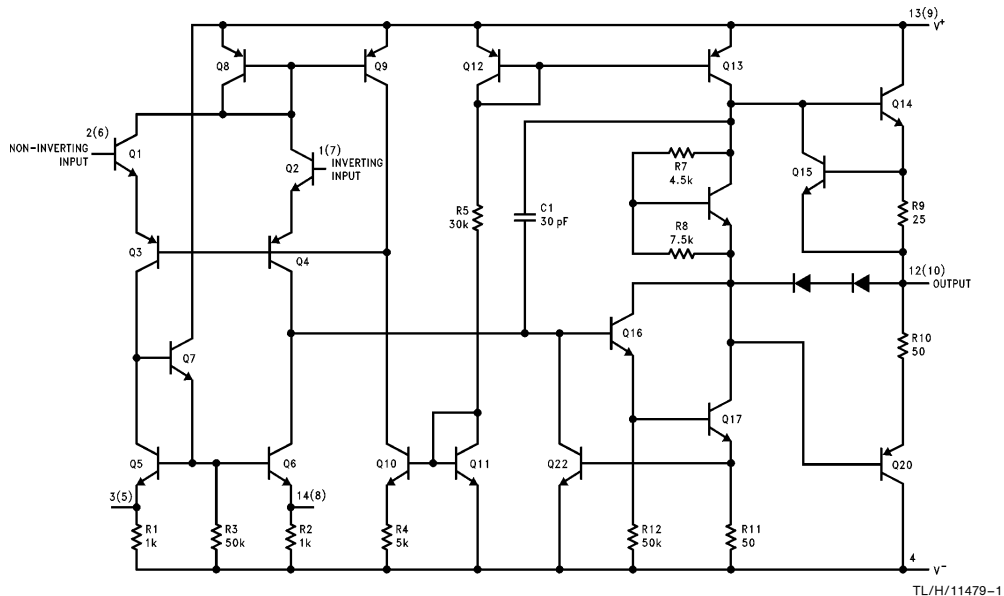 13(9)
V+
Q8
Q9
Q12
Q13
Q14
2(6)
NON-INVERTING
INPUT
Q1
Q2
1(7)
INVERTING
INPUT
R7
4.5k
Q15
R5
30k
C1
30 pF
R8
7.5k
R9
25
Q3
Q4
12(10)
OUTPUT
Q16
R10
50
Q7
Q17
Q5
Q6
Q10
Q11
Q22
Q20
3(5)
14(8)
R1
1k
R3
50k
R2
1k
R4
5k
R12
50k
R11
50
4
V−
TL/H/11479–1